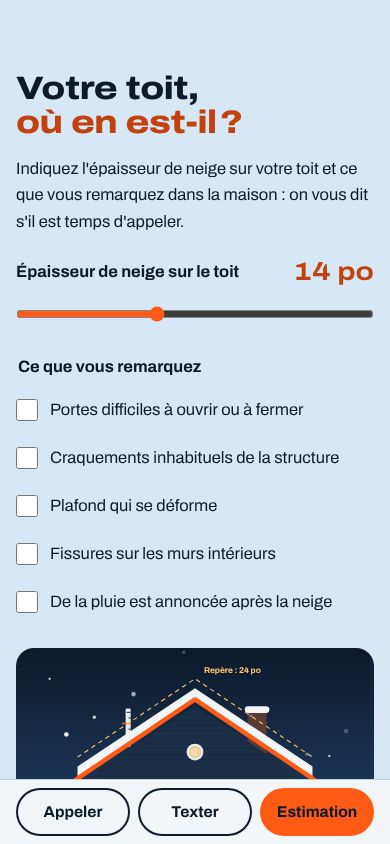 Votre toit,
où en est-il ?
Indiquez l'épaisseur de neige sur votre toit et ce
que vous remarquez dans la maison : on vous dit
s'il est temps d'appeler.
Épaisseur de neige sur le toit
14 po
Ce que vous remarquez
Portes difficiles à ouvrir ou à fermer
Craquements inhabituels de la structure
Plafond qui se déforme
Fissures sur les murs intérieurs
De la pluie est annoncée après la neige
Repère : 24 po
Appeler
Texter
Estimation